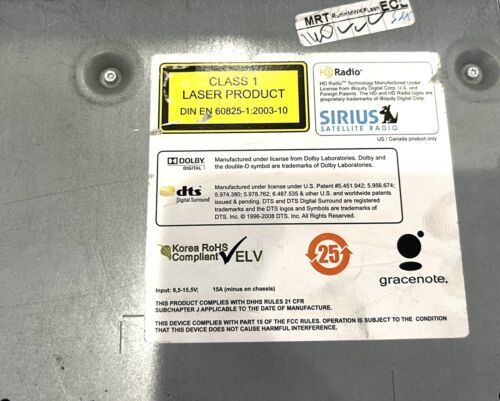 MRT RunIn MWK Flash EOL
CLASS 1
LASER PRODUCT
DIN EN 60825-1:2003-10
HD Radio™
HD Radio™ Technology Manufactured Under
License from iBiquity Digital Corp. U.S. and
Foreign Patents. The HD and HD Radio logos are
proprietary trademarks of iBiquity Digital Corp.
SIRIUS
SATELLITE RADIO
US / Canada product only
DOLBY
DIGITAL
Manufactured under license from Dolby Laboratories. Dolby and
the double-D symbol are trademarks of Dolby Laboratories.
dts
Digital Surround
Manufactured under license under U.S. Patent #5.451.942; 5.956.674;
5.974.380; 5.978.762; 6.487.535 & other U.S. and worldwide patents
issued & pending. DTS and DTS Digital Surround are registered
trademarks and the DTS logos and Symbols are trademarks of
DTS. Inc. © 1996-2008 DTS. Inc. All Rights Reserved.
Korea RoHS
Compliant
ELV
25
gracenote.
Input: 9,5-15,5V; 15A (minus on chassis)
THIS PRODUCT COMPLIES WITH DHHS RULES 21 CFR
SUBCHAPTER J APPLICABLE TO THE DATE OF MANUFACTURE.
THIS DEVICE COMPLIES WITH PART 15 OF THE FCC RULES. OPERATION IS SUBJECT TO THE CONDITION
THAT THIS DEVICE DOES NOT CAUSE HARMFUL INTERFERENCE.